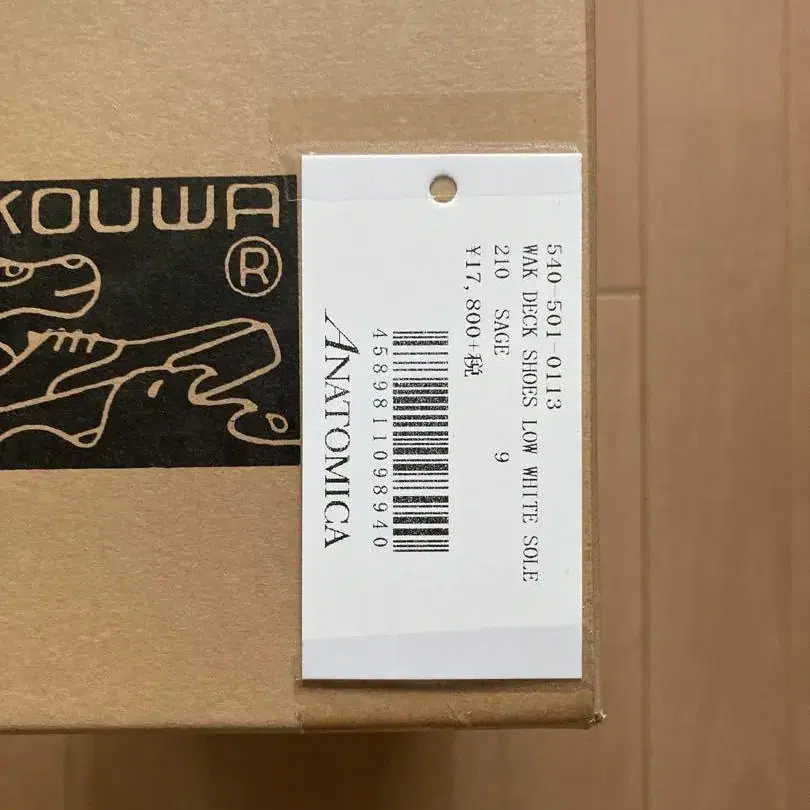 KOUWA
®
540-501-0113
WAK DECK SHOES LOW WHITE SOLE
210 SAGE 9
¥17,800+税
4589811098940
ANATOMICA